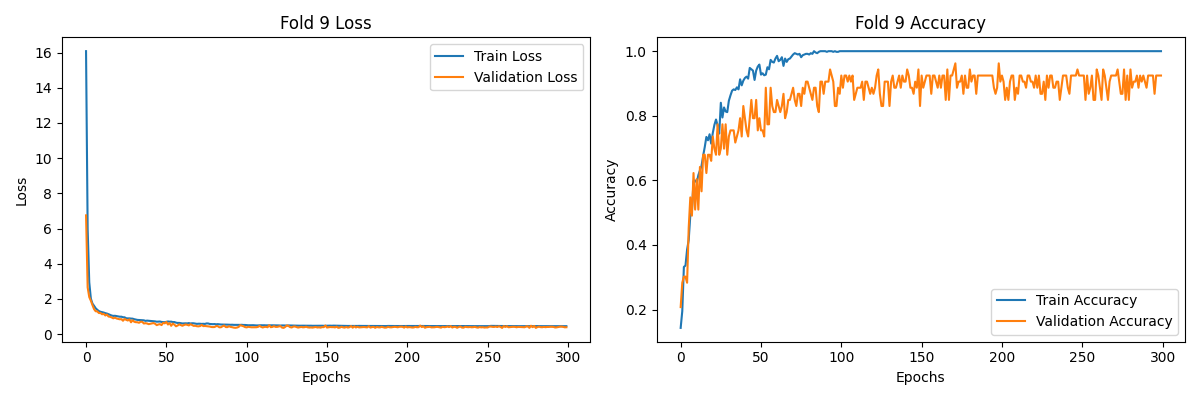 Fold 9 Loss
16
14
12
10
8
6
4
2
0
Loss
0 50 100 150 200 250 300
Epochs
Train Loss
Validation Loss
Fold 9 Accuracy
1.0
0.8
0.6
0.4
0.2
Accuracy
0 50 100 150 200 250 300
Epochs
Train Accuracy
Validation Accuracy